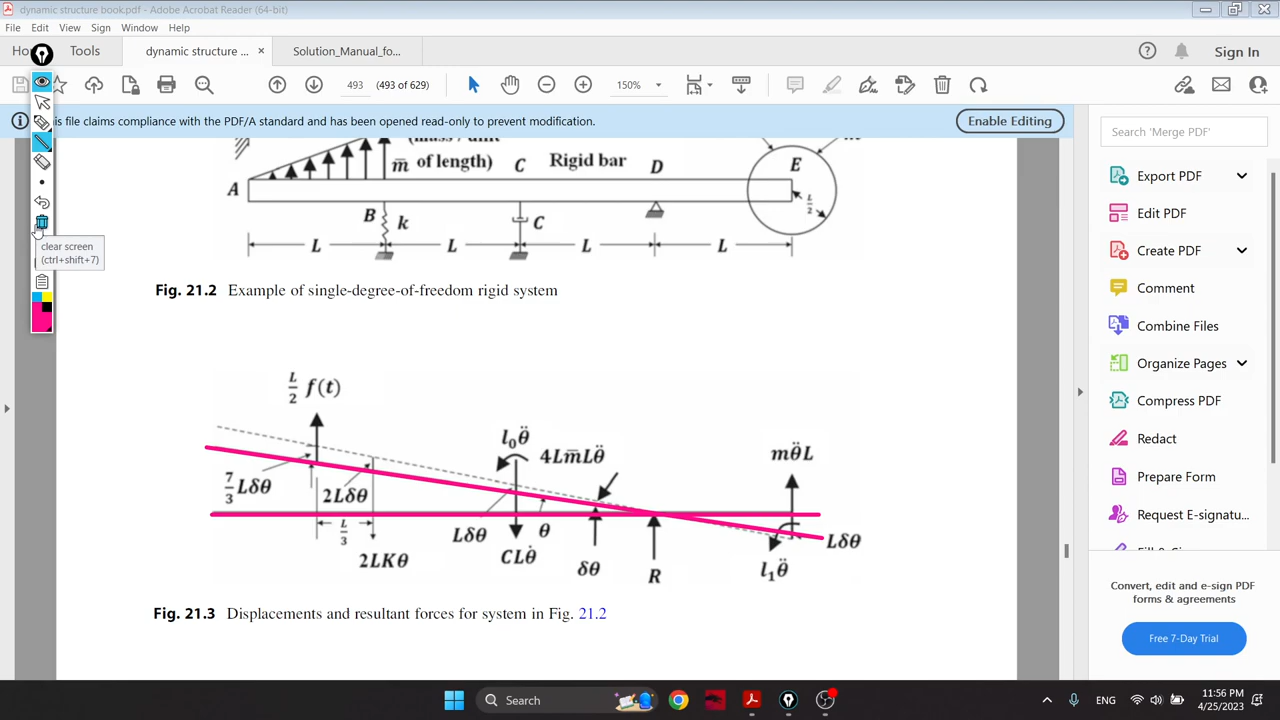 dynamic structure book.pdf - Adobe Acrobat Reader (64-bit)
File Edit View Sign Window Help
Tools dynamic structure ... × Solution_Manual_fo... Sign In
493 (493 of 629) 150%
file claims compliance with the PDF/A standard and has been opened read-only to prevent modification. Enable Editing
m̄ of length) C Rigid bar D E
A
B k C L/2
L L L L
clear screen
(ctrl+shift+7)
Fig. 21.2 Example of single-degree-of-freedom rigid system
L/2 f(t)
I₀θ̈ 4Lm̄Lθ̈ mθ̈L
7/3 Lδθ 2Lδθ
L/3 Lδθ θ Lδθ
2LKθ CLθ̇ δθ R I₁θ̈
Fig. 21.3 Displacements and resultant forces for system in Fig. 21.2
Search 'Merge PDF'
Export PDF
Edit PDF
Create PDF
Comment
Combine Files
Organize Pages
Compress PDF
Redact
Prepare Form
Request E-signatu...
Convert, edit and e-sign PDF
forms & agreements
Free 7-Day Trial
Search
ENG
11:56 PM
4/25/2023